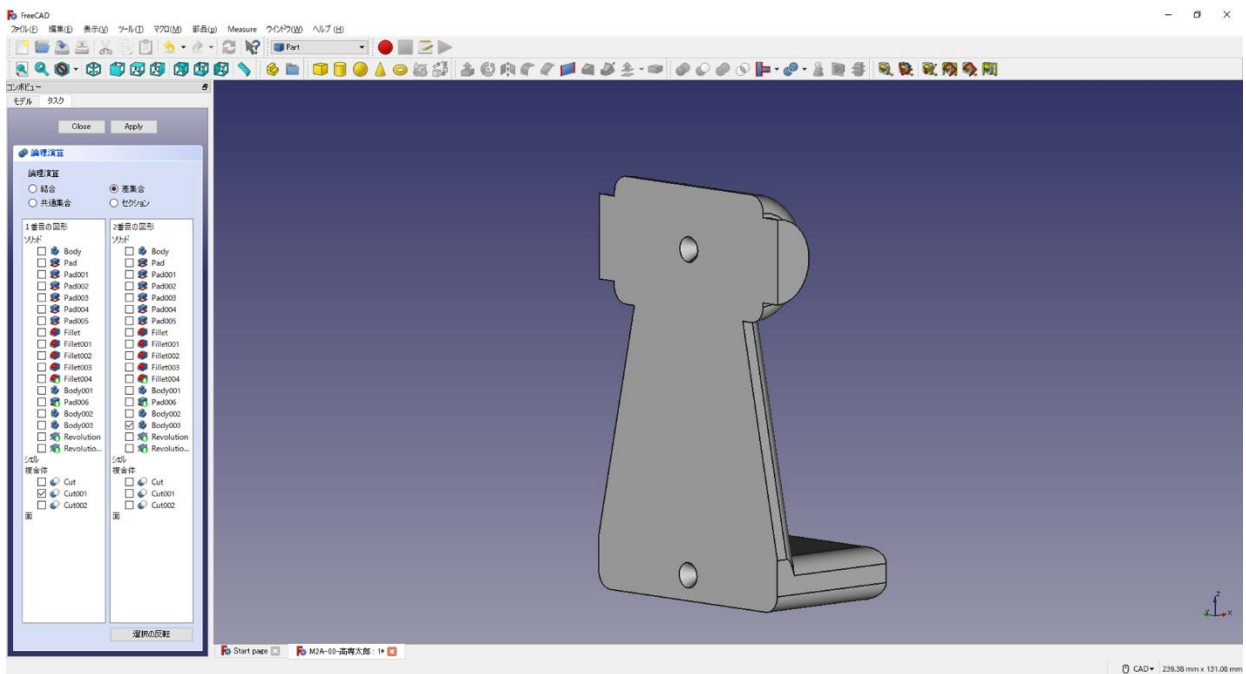 FreeCAD
ファイル(F) 編集(E) 表示(V) ツール(T) マクロ(M) 部品(p) Measure ウインドウ(W) ヘルプ(H)
Part
コンボビュー
モデル タスク
Close Apply
論理演算
論理演算
結合 差集合
共通集合 セクション
1番目の図形 2番目の図形
ソリッド ソリッド
Body Body
Pad Pad
Pad001 Pad001
Pad002 Pad002
Pad003 Pad003
Pad004 Pad004
Pad005 Pad005
Fillet Fillet
Fillet001 Fillet001
Fillet002 Fillet002
Fillet003 Fillet003
Fillet004 Fillet004
Body001 Body001
Pad006 Pad006
Body002 Body002
Body003 Body003
Revolution Revolution
Revolutio... Revolutio...
シェル シェル
複合体 複合体
Cut Cut
Cut001 Cut001
Cut002 Cut002
面 面
選択の反転
Start page M2A-00-高専太郎 : 1*
z
y x
CAD 239.38 mm x 131.08 mm